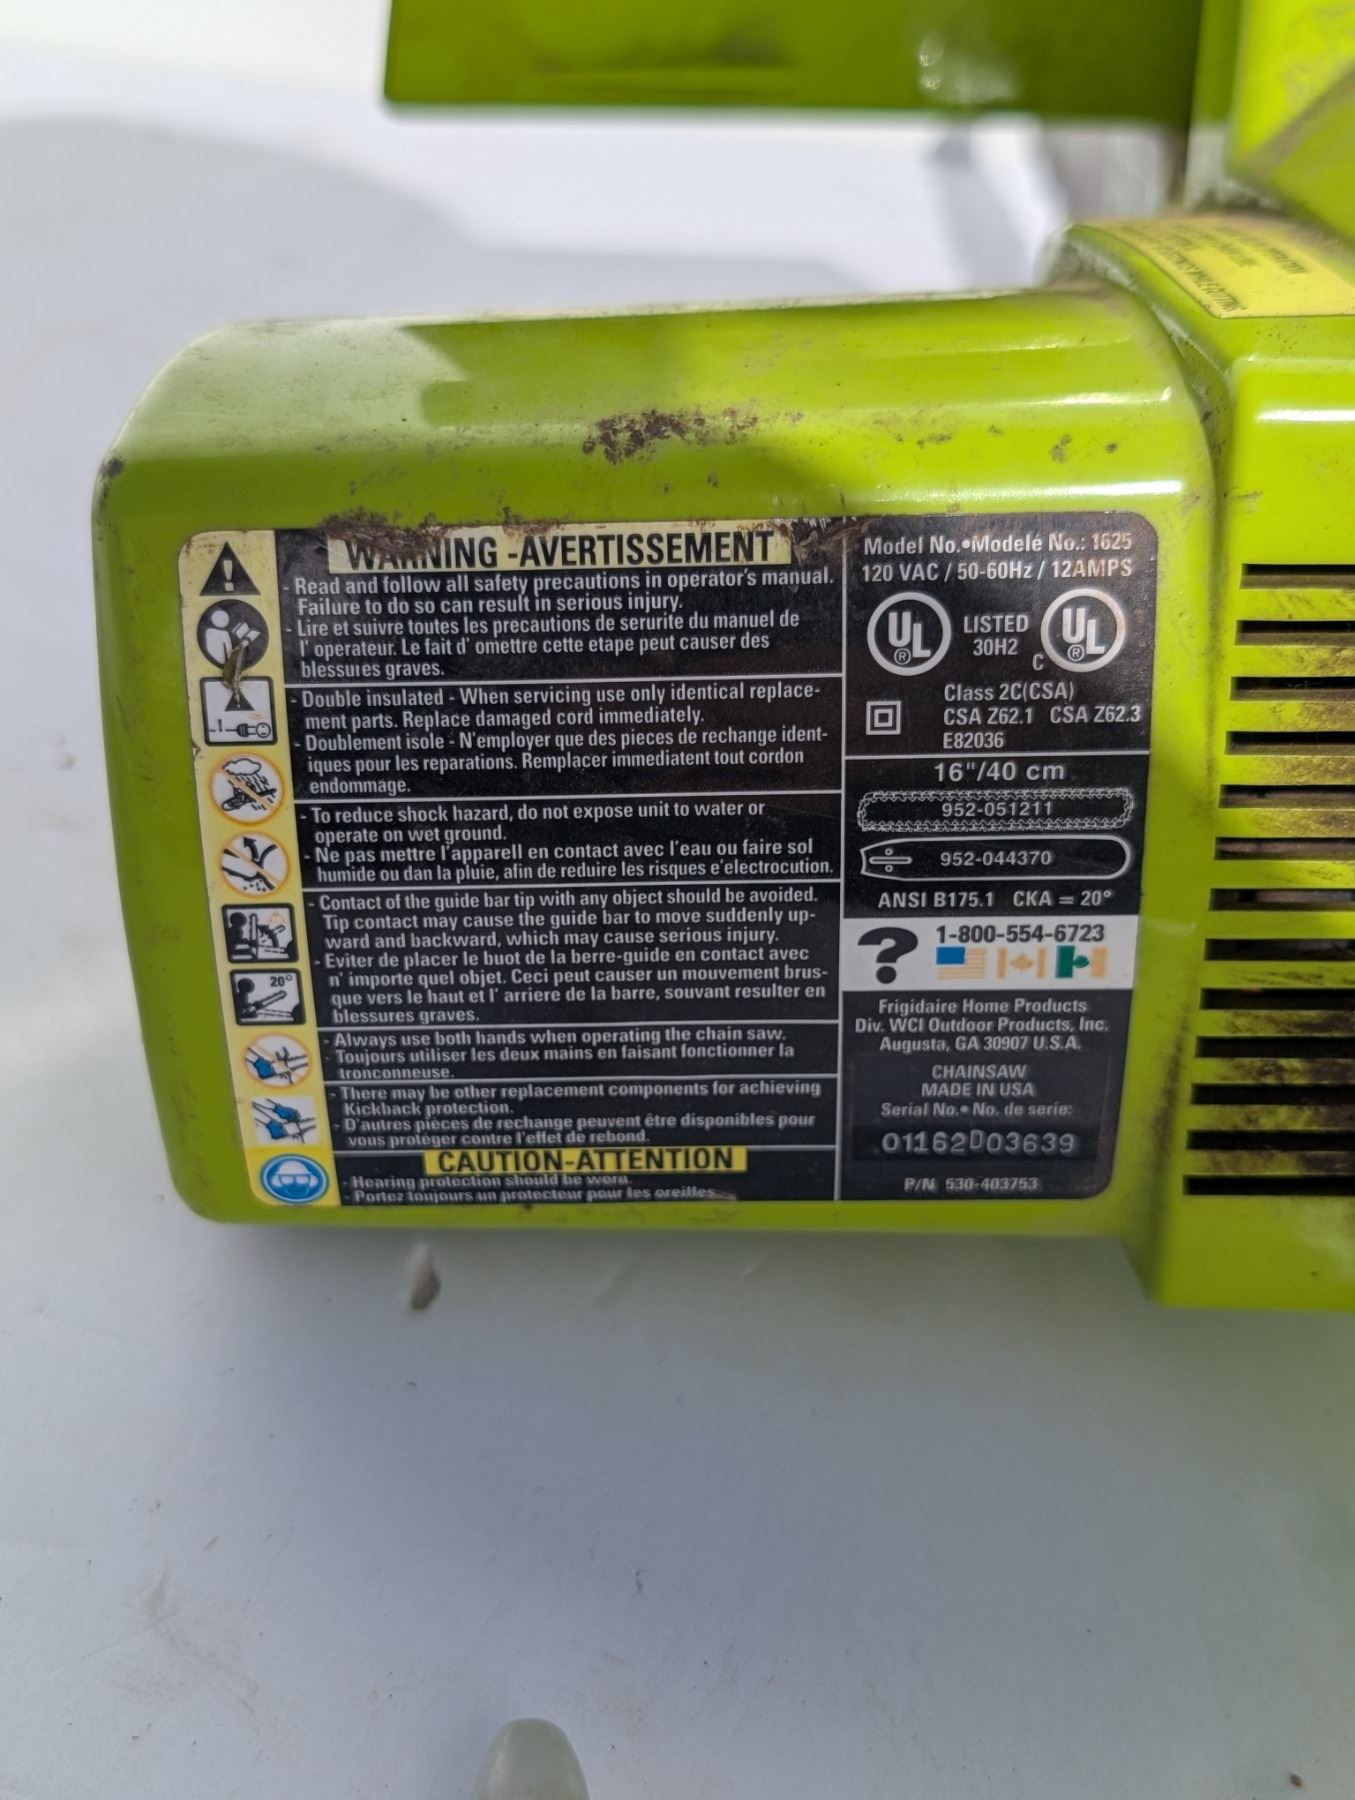 WARNING -AVERTISSEMENT
- Read and follow all safety precautions in operator's manual.
Failure to do so can result in serious injury.
- Lire et suivre toutes les precautions de serurite du manuel de
l' operateur. Le fait d' omettre cette etape peut causer des
blessures graves.
- Double insulated - When servicing use only identical replace-
ment parts. Replace damaged cord immediately.
- Doublement isole - N'employer que des pieces de rechange ident-
iques pour les reparations. Remplacer immediatent tout cordon
endommage.
- To reduce shock hazard, do not expose unit to water or
operate on wet ground.
- Ne pas mettre l'apparell en contact avec l'eau ou faire sol
humide ou dan la pluie, afin de reduire les risques e'electrocution.
- Contact of the guide bar tip with any object should be avoided.
Tip contact may cause the guide bar to move suddenly up-
ward and backward, which may cause serious injury.
- Eviter de placer le buot de la berre-guide en contact avec
n' importe quel objet. Ceci peut causer un mouvement brus-
que vers le haut et l' arriere de la barre, souvant resulter en
blessures graves.
20°
- Always use both hands when operating the chain saw.
- Toujours utiliser les deux mains en faisant fonctionner la
tronconneuse.
- There may be other replacement components for achieving
Kickback protection.
- D'autres pièces de rechange peuvent être disponibles pour
vous protéger contre l'effet de rebond.
CAUTION-ATTENTION
- Hearing protection should be worn.
- Portez toujours un protecteur pour les oreilles
Model No.•Modelé No.: 1625
120 VAC / 50-60Hz / 12AMPS
UL LISTED 30H2 C UL
Class 2C(CSA)
CSA Z62.1 CSA Z62.3
E82036
16"/40 cm
952-051211
952-044370
ANSI B175.1 CKA = 20°
? 1-800-554-6723
Frigidaire Home Products
Div. WCI Outdoor Products, Inc.
Augusta, GA 30907 U.S.A.
CHAINSAW
MADE IN USA
Serial No.• No. de serie:
01162D03639
P/N 530-403753